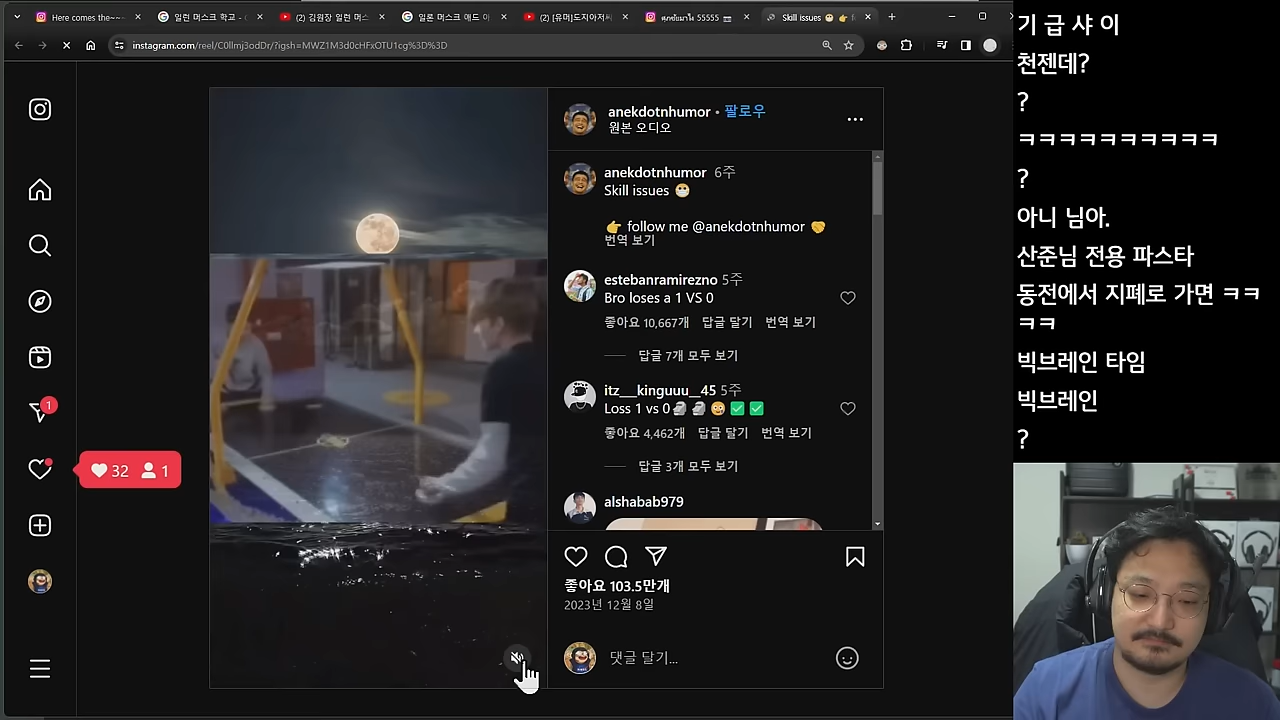 Here comes the~~
일런 머스크 학교 -
(2) 김원장 일런 머스
일론 머스크 애드 아
(2) [유머]도지아저씨
55555
Skill issues
instagram.com/reel/C0llmj3odDr/?igsh=MWZ1M3d0cHFxOTU1cg%3D%3D
anekdotnhumor • 팔로우
원본 오디오
anekdotnhumor 6주
Skill issues 😷
👉 follow me @anekdotnhumor 🤝
번역 보기
estebanramirezno 5주
Bro loses a 1 VS 0
좋아요 10,667개 답글 달기 번역 보기
답글 7개 모두 보기
itz__kinguuu__45 5주
Loss 1 vs 0🗿🗿😳✅✅
좋아요 4,462개 답글 달기 번역 보기
답글 3개 모두 보기
alshabab979
좋아요 103.5만개
2023년 12월 8일
댓글 달기...
1
32 1
기 급 샤 이
천젠데?
?
ㅋㅋㅋㅋㅋㅋㅋㅋㅋㅋ
?
아니 님아.
산준님 전용 파스타
동전에서 지폐로 가면 ㅋㅋ
ㅋㅋ
빅브레인 타임
빅브레인
?